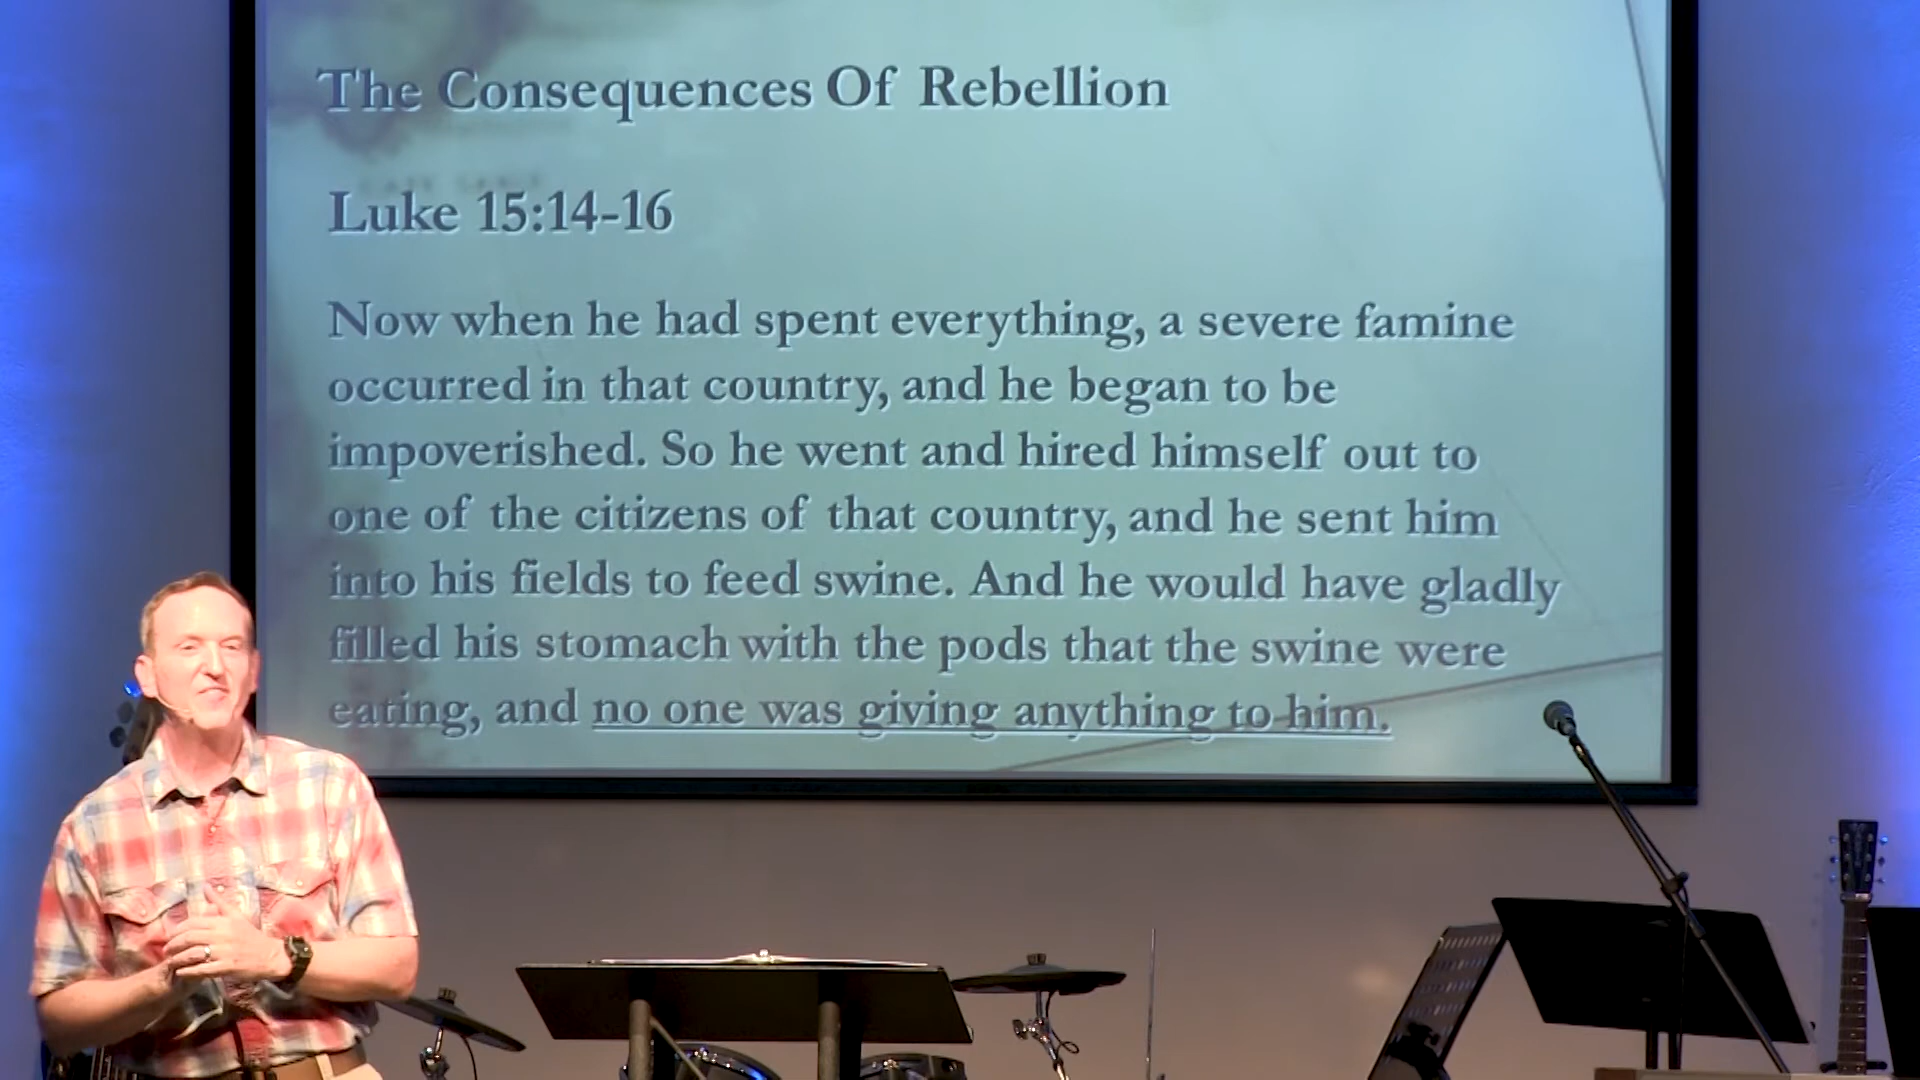 The Consequences Of Rebellion
Luke 15:14-16
Now when he had spent everything, a severe famine
occurred in that country, and he began to be
impoverished. So he went and hired himself out to
one of the citizens of that country, and he sent him
into his fields to feed swine. And he would have gladly
filled his stomach with the pods that the swine were
eating, and no one was giving anything to him.